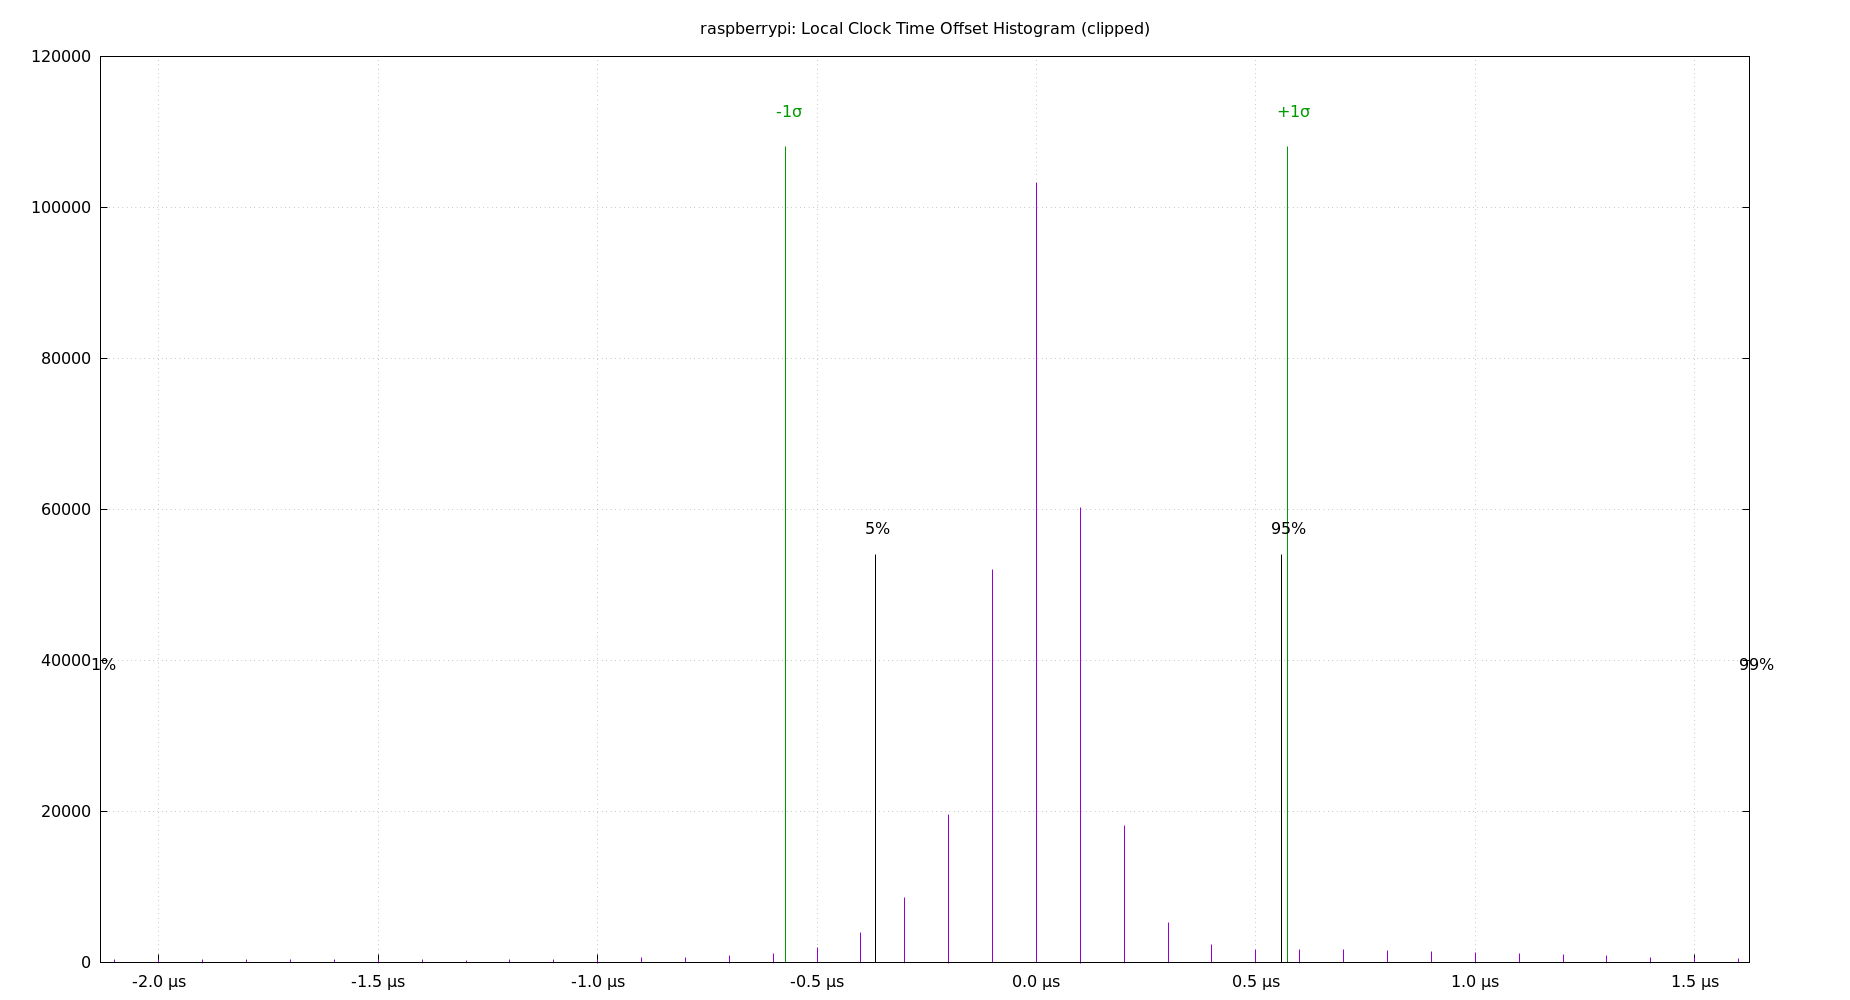 raspberrypi: Local Clock Time Offset Histogram (clipped)
120000
-1σ
+1σ
100000
80000
60000
5%
95%
40000
1%
99%
20000
0
-2.0 µs
-1.5 µs
-1.0 µs
-0.5 µs
0.0 µs
0.5 µs
1.0 µs
1.5 µs